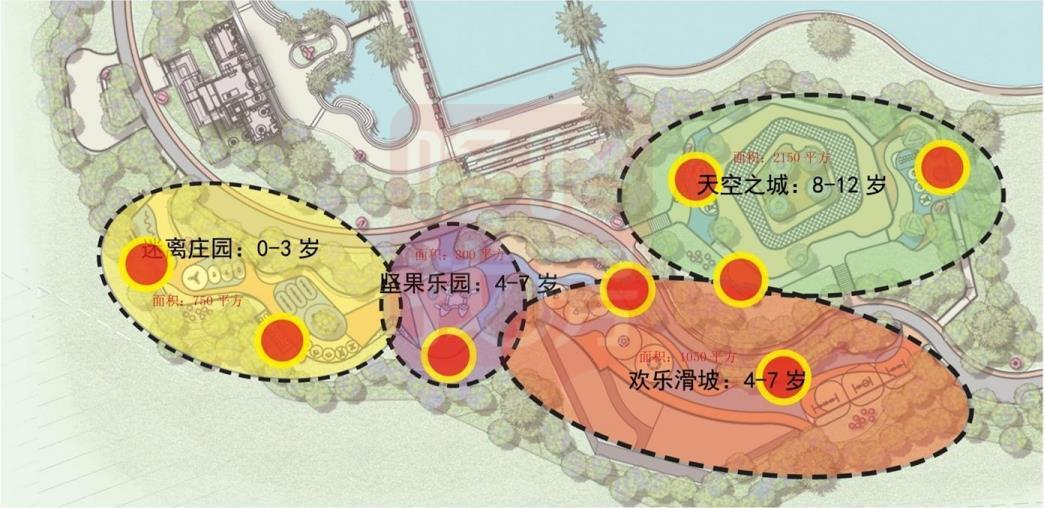 面积：2150 平方
天空之城：8-12 岁
迷离庄园：0-3 岁
面积：750 平方
面积：800 平方
坚果乐园：4-7 岁
面积：1050 平方
欢乐滑坡：4-7 岁